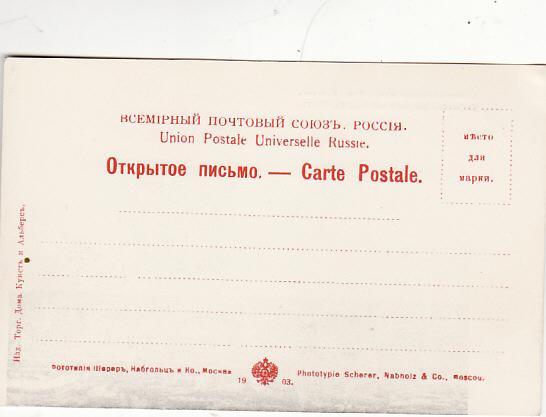 ВСЕМІРНЫЙ ПОЧТОВЫЙ СОЮЗЪ. РОССІЯ.
Union Postale Universelle Russie.
Открытое письмо. — Carte Postale.
мѣсто
для
марки.
Изд. Торг. Дома Кунстъ и Альберсъ.
Фототипія Шереръ, Набгольцъ и Ко., Москва
19 03.
Phototypie Scherer, Nabholz & Co., Moscou.